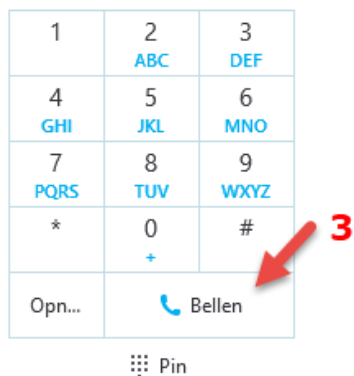 1 2 3
ABC DEF
4 5 6
GHI JKL MNO
7 8 9
PQRS TUV WXYZ
* 0 #
+
3
Opn... Bellen
Pin